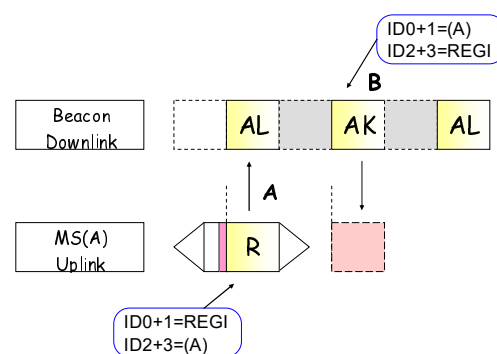 ID0+1=(A)
ID2+3=REGI
B
Beacon
Downlink
AL
AK
AL
A
MS(A)
Uplink
R
ID0+1=REGI
ID2+3=(A)